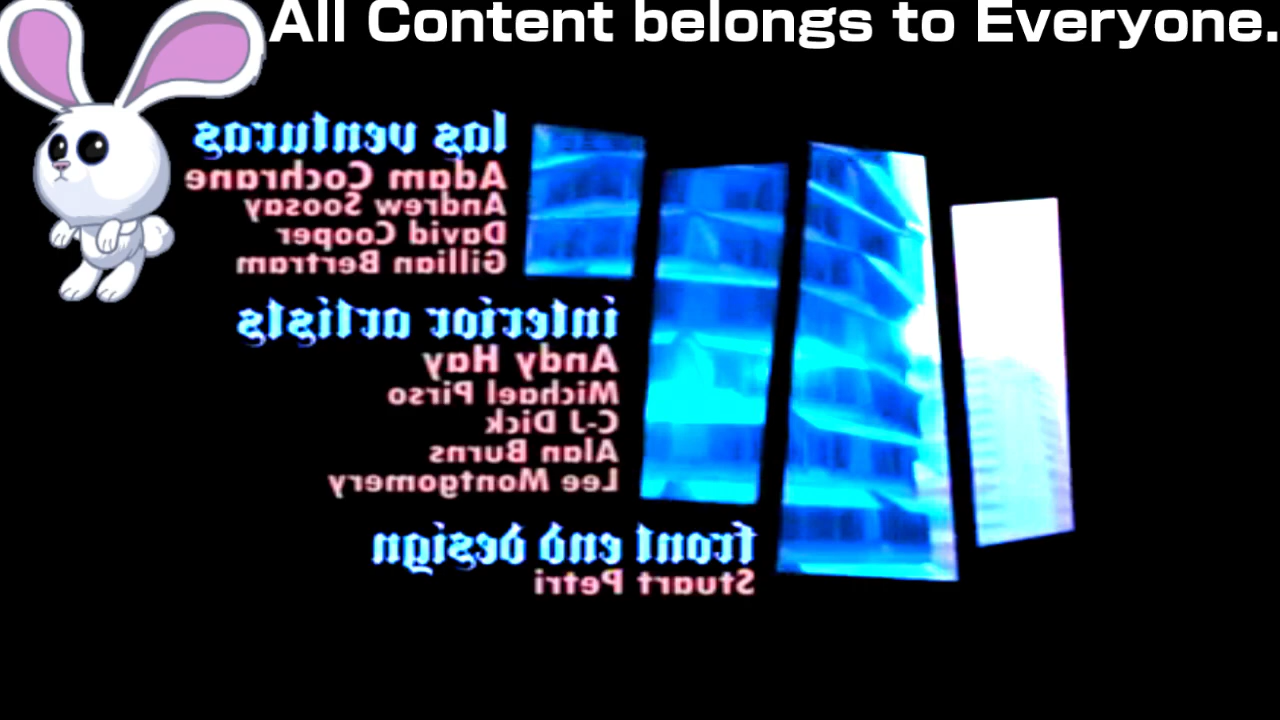 All Content belongs to Everyone.
las venturas
Adam Cochrane
Andrew Soosay
David Cooper
Gillian Bertram
interior artists
Andy Hay
Michael Pirso
C-J Dick
Alan Burns
Lee Montgomery
front end design
Stuart Petri